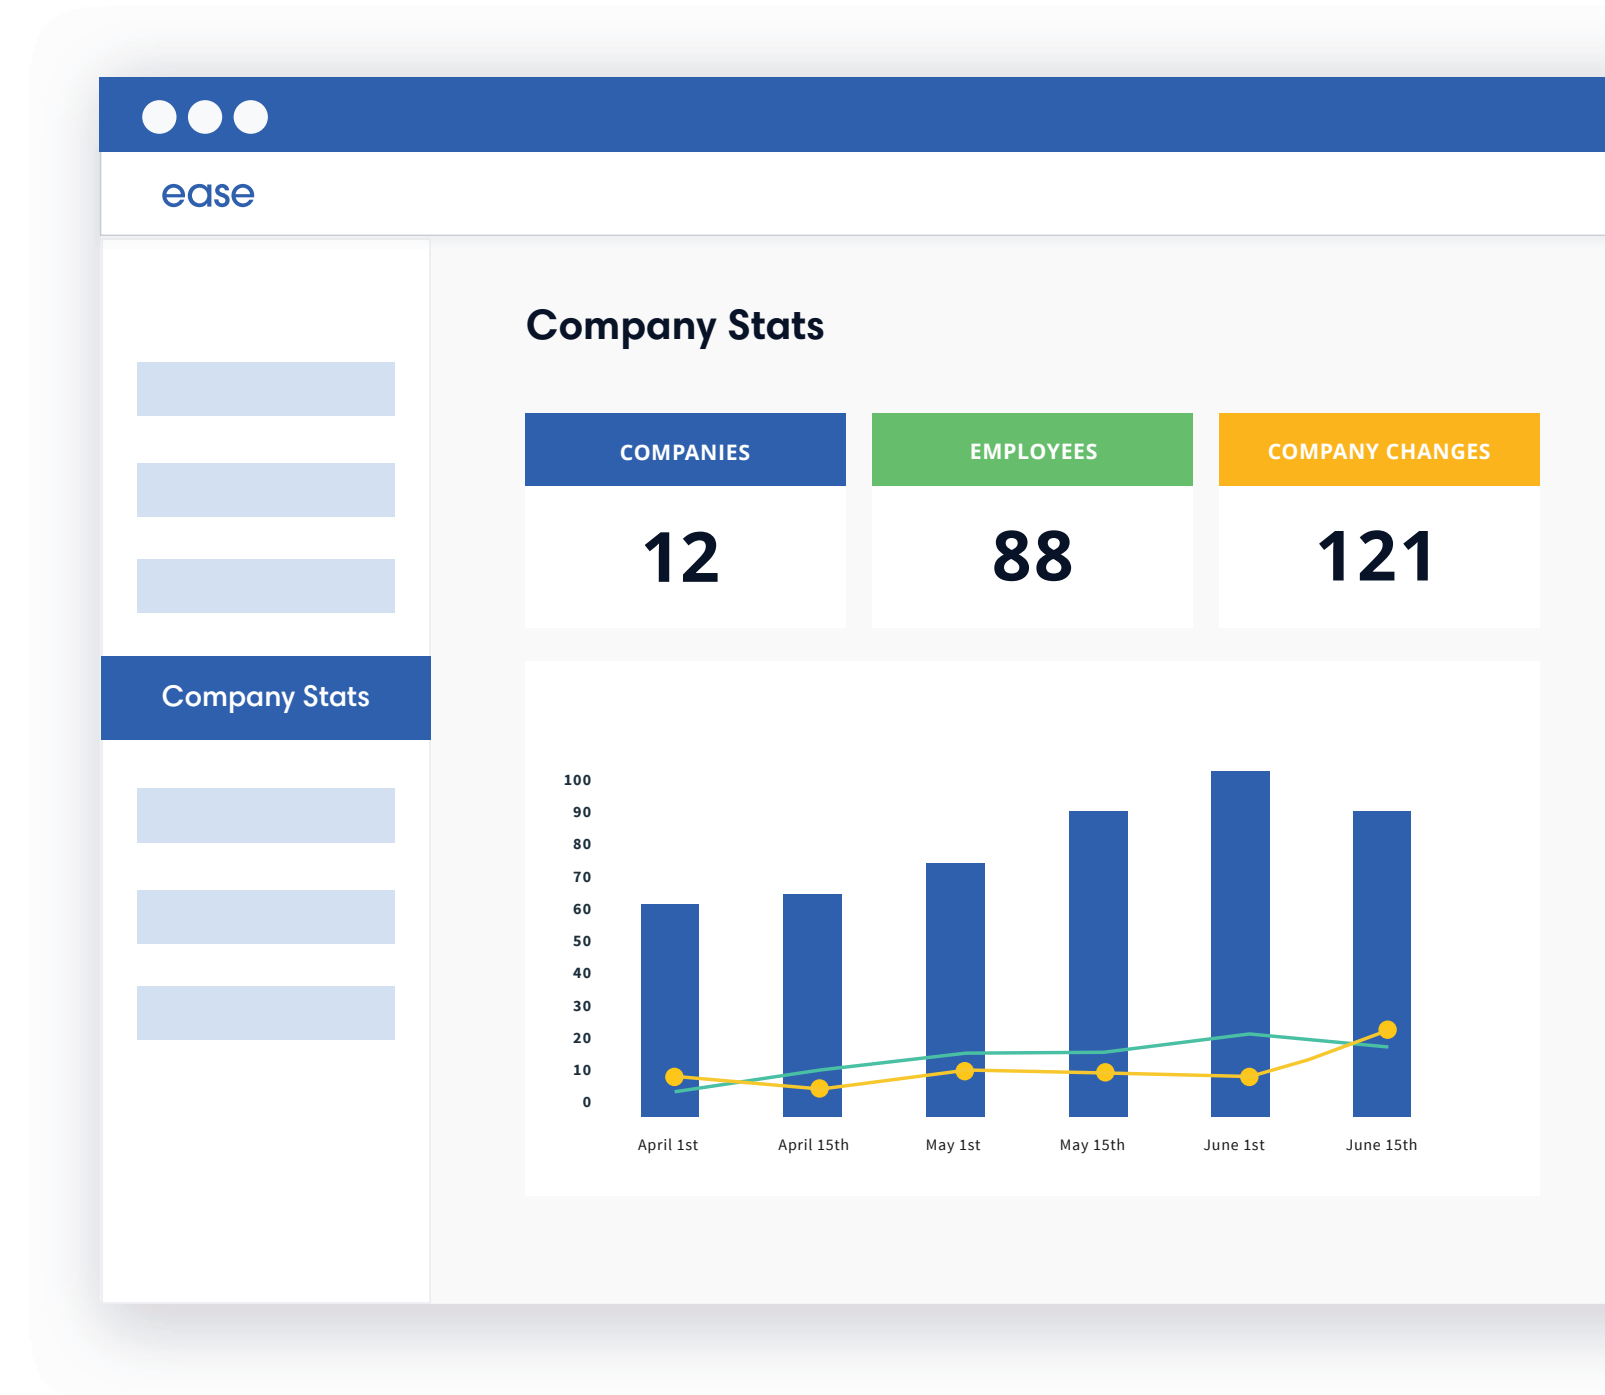 ease
Company Stats
COMPANIES
EMPLOYEES
COMPANY CHANGES
12
88
121
Company Stats
100
90
80
70
60
50
40
30
20
10
0
April 1st
April 15th
May 1st
May 15th
June 1st
June 15th